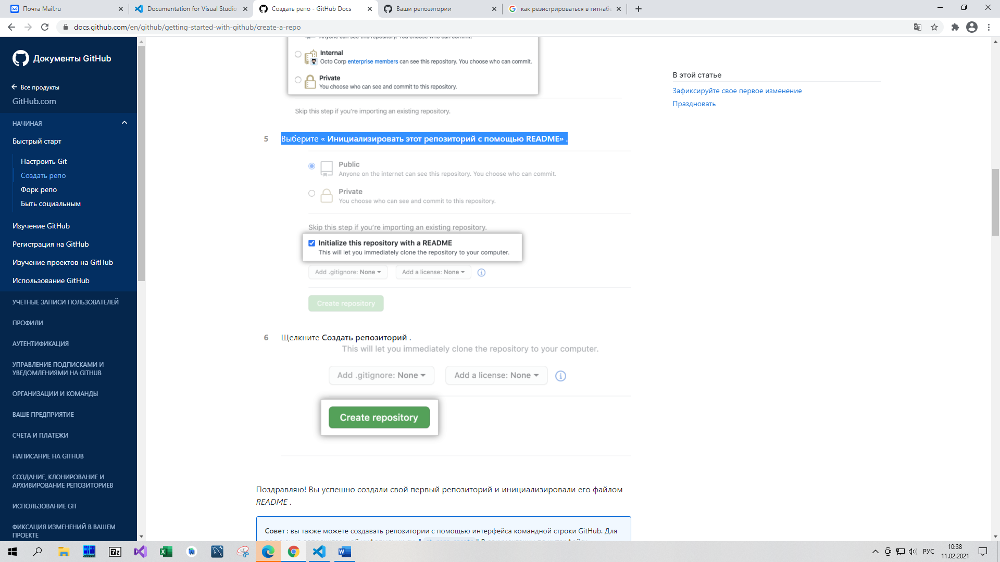 Почта Mail.ru
Documentation for Visual Studio
Создать репо - GitHub Docs
Ваши репозитории
как резистрироваться в гитнабе
docs.github.com/en/github/getting-started-with-github/create-a-repo
Документы GitHub
Все продукты
GitHub.com
НАЧИНАЯ
Быстрый старт
Настроить Git
Создать репо
Форк репо
Быть социальным
Изучение GitHub
Регистрация на GitHub
Изучение проектов на GitHub
Использование GitHub
УЧЕТНЫЕ ЗАПИСИ ПОЛЬЗОВАТЕЛЕЙ
ПРОФИЛИ
АУТЕНТИФИКАЦИЯ
УПРАВЛЕНИЕ ПОДПИСКАМИ И
УВЕДОМЛЕНИЯМИ НА GITHUB
ОРГАНИЗАЦИИ И КОМАНДЫ
ВАШЕ ПРЕДПРИЯТИЕ
СЧЕТА И ПЛАТЕЖИ
НАПИСАНИЕ НА GITHUB
СОЗДАНИЕ, КЛОНИРОВАНИЕ И
АРХИВИРОВАНИЕ РЕПОЗИТОРИЕВ
ИСПОЛЬЗОВАНИЕ GIT
ФИКСАЦИЯ ИЗМЕНЕНИЙ В ВАШЕМ
ПРОЕКТЕ
Anyone can see this repository. You choose who can commit.
Internal
Octo Corp enterprise members can see this repository. You choose who can commit.
Private
You choose who can see and commit to this repository.
Skip this step if you're importing an existing repository.
5 Выберите « Инициализировать этот репозиторий с помощью README» .
Public
Anyone on the internet can see this repository. You choose who can commit.
Private
You choose who can see and commit to this repository.
Skip this step if you're importing an existing repository.
Initialize this repository with a README
This will let you immediately clone the repository to your computer.
Add .gitignore: None Add a license: None
Create repository
6 Щелкните Создать репозиторий .
This will let you immediately clone the repository to your computer.
Add .gitignore: None Add a license: None
Create repository
Поздравляю! Вы успешно создали свой первый репозиторий и инициализировали его файлом
README .
Совет : вы также можете создавать репозитории с помощью интерфейса командной строки GitHub. Для
В этой статье
Зафиксируйте свое первое изменение
Праздновать
РУС
10:38
11.02.2021